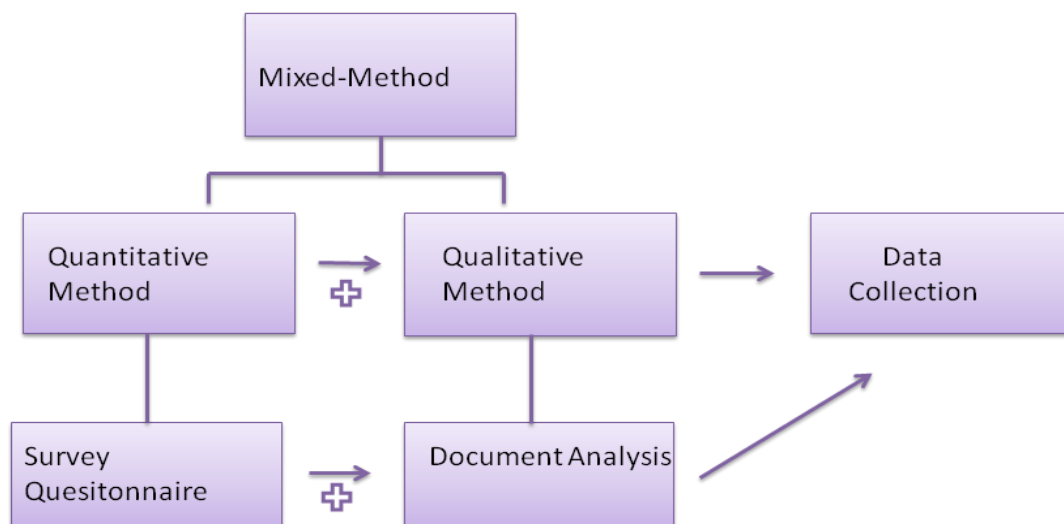 Mixed-Method
Quantitative
Method
Qualitative
Method
Data
Collection
Survey
Quesitonnaire
Document Analysis